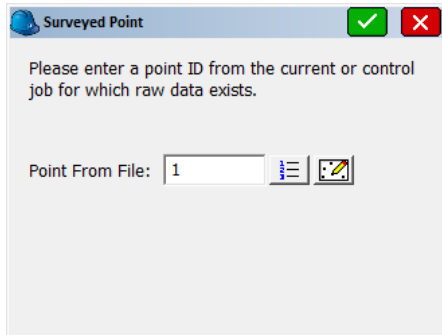 Surveyed Point
Please enter a point ID from the current or control
job for which raw data exists.
Point From File: 1